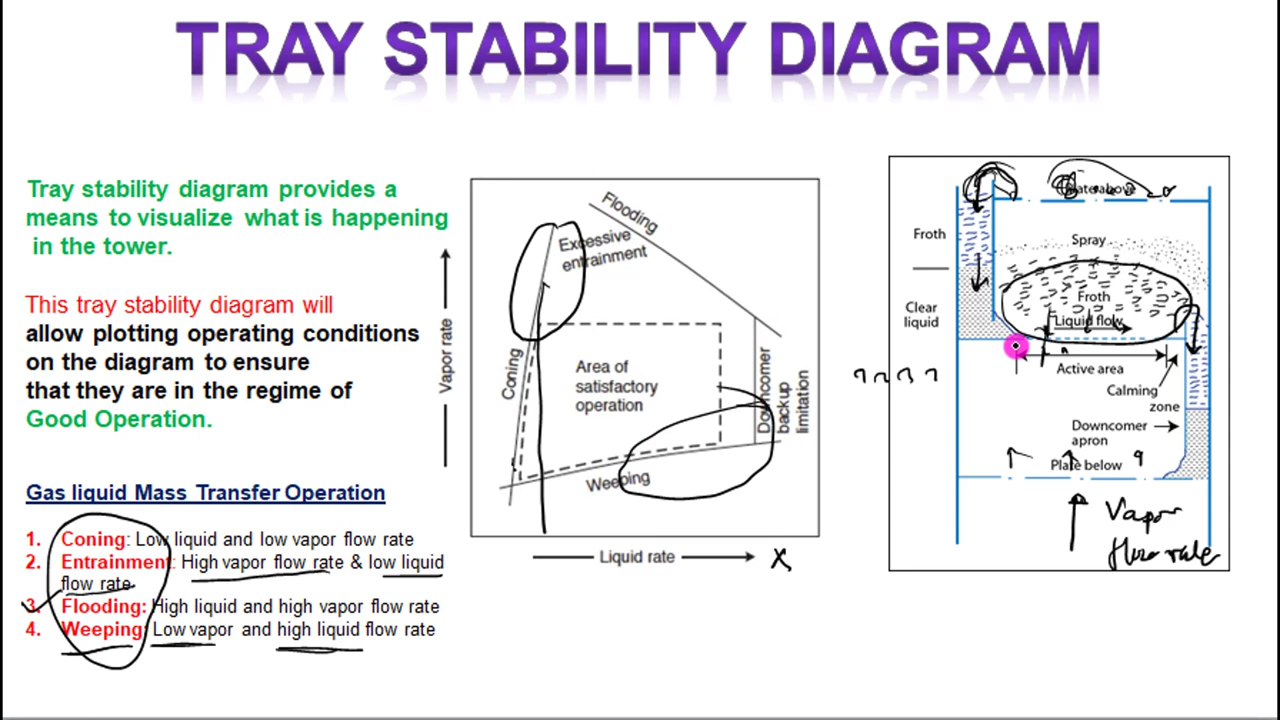 TRAY STABILITY DIAGRAM
Tray stability diagram provides a
means to visualize what is happening
in the tower.
This tray stability diagram will
allow plotting operating conditions
on the diagram to ensure
that they are in the regime of
Good Operation.
Gas liquid Mass Transfer Operation
1. Coning: Low liquid and low vapor flow rate
2. Entrainment: High vapor flow rate & low liquid
flow rate
3. Flooding: High liquid and high vapor flow rate
4. Weeping: Low vapor and high liquid flow rate
Flooding
Excessive
entrainment
Vapor rate
Coning
Area of
satisfactory
operation
Downcomer
backup
limitation
Weeping
Liquid rate
X
above
Froth
Spray
Froth
Clear
liquid
Liquid flow
Active area
Calming
zone
Downcomer
apron
Plate below
Vapor
flow rate